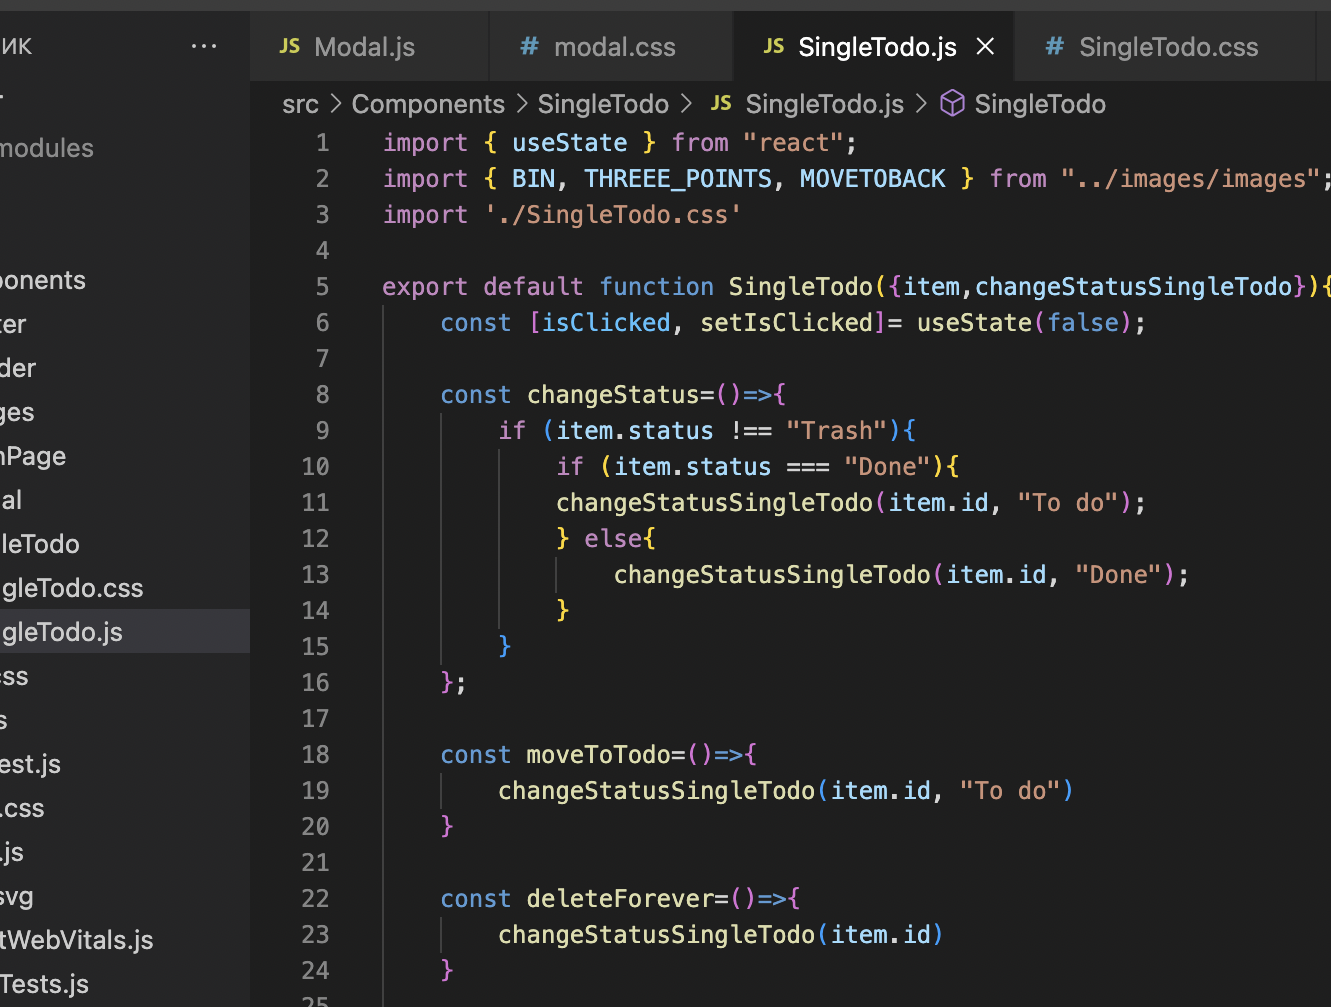 ИК ...
JS Modal.js # modal.css JS SingleTodo.js × # SingleTodo.css
src > Components > SingleTodo > JS SingleTodo.js > SingleTodo
modules
ponents
ter
der
ges
nPage
al
leTodo
gleTodo.css
gleTodo.js
css
s
est.js
.css
.js
svg
tWebVitals.js
Tests.js
1 import { useState } from "react";
2 import { BIN, THREEE_POINTS, MOVETOBACK } from "../images/images";
3 import './SingleTodo.css'
4
5 export default function SingleTodo({item,changeStatusSingleTodo}){
6 const [isClicked, setIsClicked]= useState(false);
7
8 const changeStatus=()=>{
9 if (item.status !== "Trash"){
10 if (item.status === "Done"){
11 changeStatusSingleTodo(item.id, "To do");
12 } else{
13 changeStatusSingleTodo(item.id, "Done");
14 }
15 }
16 };
17
18 const moveToTodo=()=>{
19 changeStatusSingleTodo(item.id, "To do")
20 }
21
22 const deleteForever=()=>{
23 changeStatusSingleTodo(item.id)
24 }
25